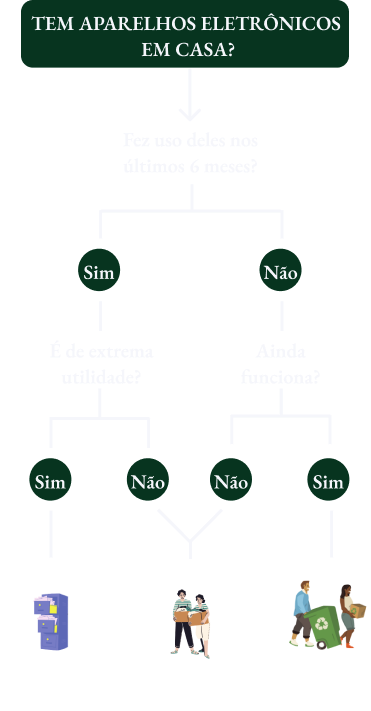 TEM APARELHOS ELETRÔNICOS
EM CASA?
Fez uso deles nos
últimos 6 meses?
Sim
Não
É de extrema
utilidade?
Ainda
funciona?
Sim
Não
Não
Sim